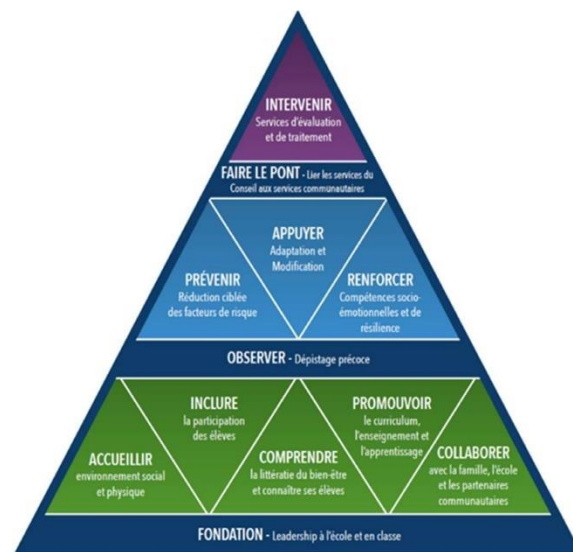 INTERVENIR
Services d'évaluation
et de traitement
FAIRE LE PONT - Lier les services du
Conseil aux services communautaires
APPUYER
Adaptation et
Modification
PRÉVENIR
Réduction ciblée
des facteurs de risque
RENFORCER
Compétences socio-
émotionnelles et de
résilience
OBSERVER - Dépistage précoce
INCLURE
la participation
des élèves
PROMOUVOIR
le curriculum,
l'enseignement et
l'apprentissage
ACCUEILLIR
environnement social
et physique
COMPRENDRE
la littératie du bien-être
et connaître ses élèves
COLLABORER
avec la famille, l'école
et les partenaires
communautaires
FONDATION - Leadership à l'école et en classe